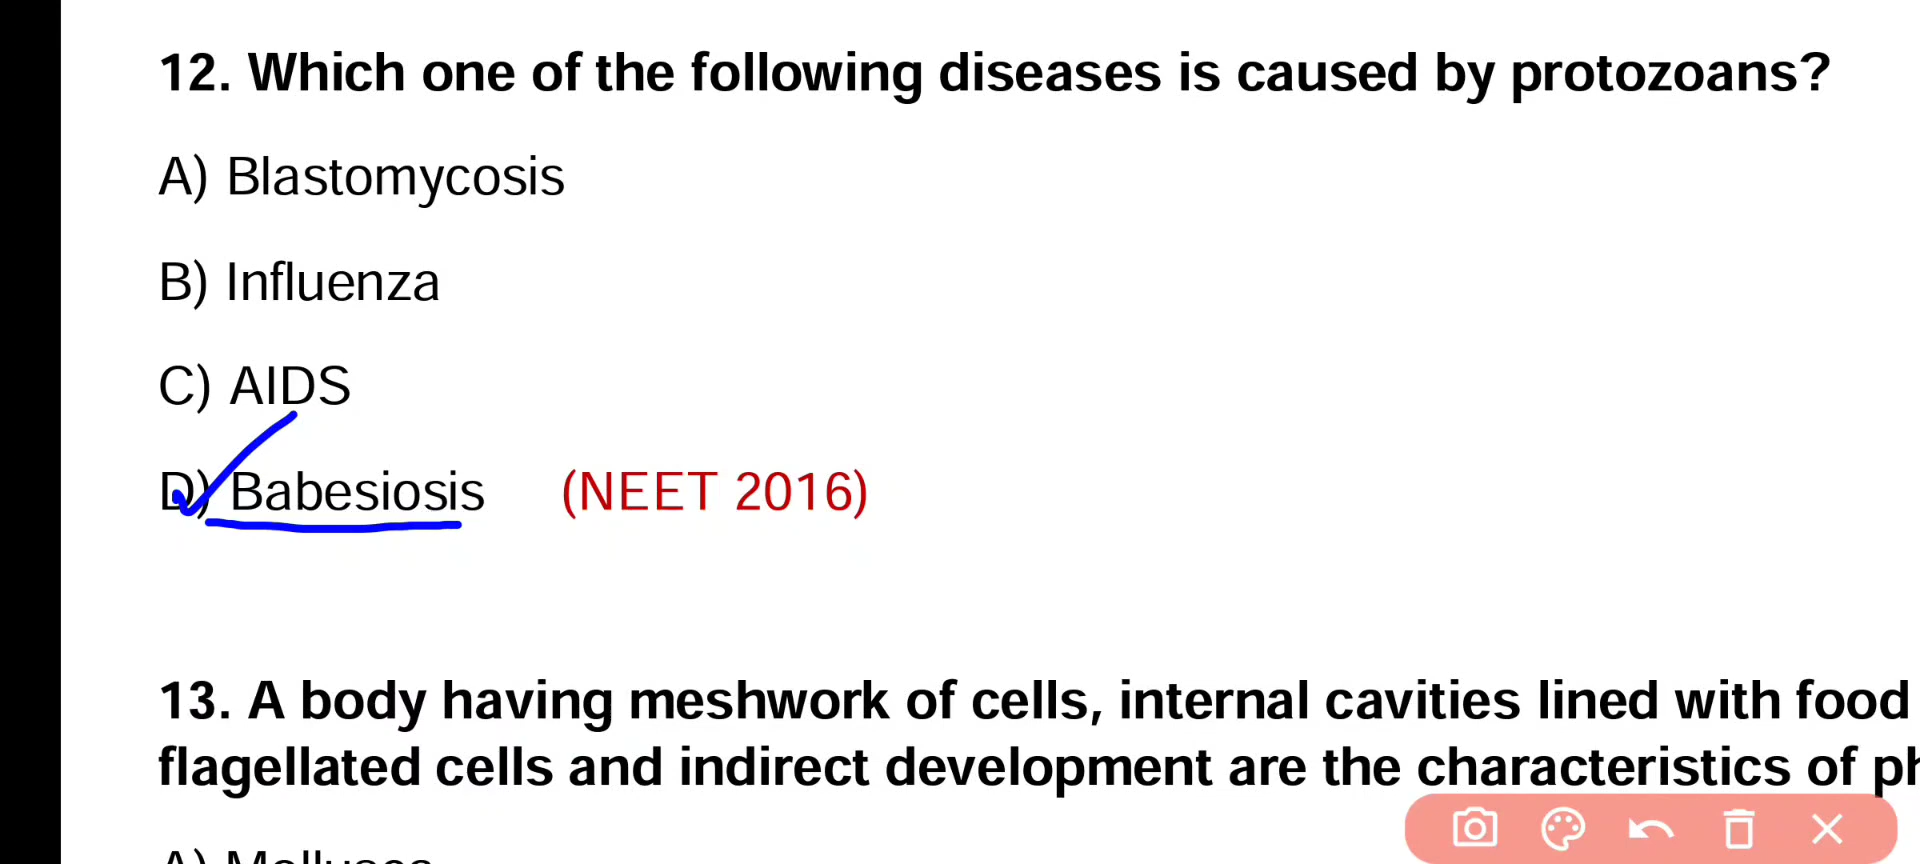 12. Which one of the following diseases is caused by protozoans?
A) Blastomycosis
B) Influenza
C) AIDS
D) Babesiosis (NEET 2016)
13. A body having meshwork of cells, internal cavities lined with food
flagellated cells and indirect development are the characteristics of
A)